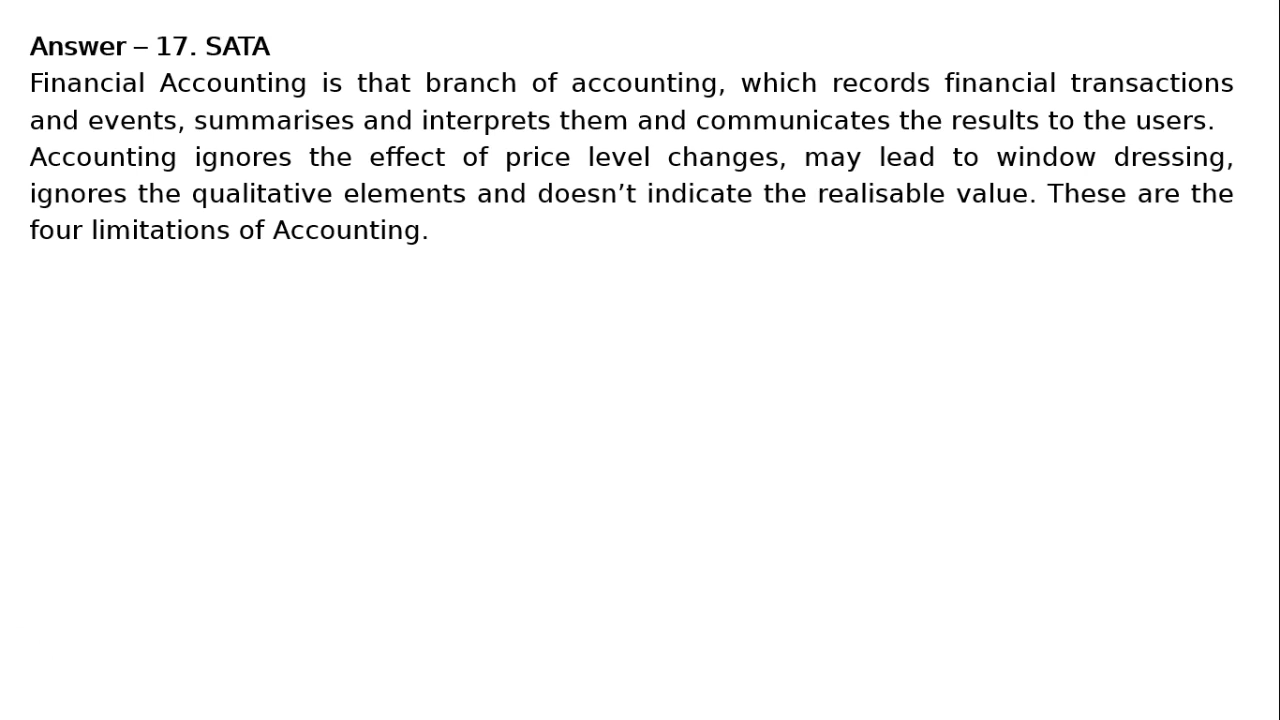 Answer – 17. SATA
Financial Accounting is that branch of accounting, which records financial transactions
and events, summarises and interprets them and communicates the results to the users.
Accounting ignores the effect of price level changes, may lead to window dressing,
ignores the qualitative elements and doesn’t indicate the realisable value. These are the
four limitations of Accounting.